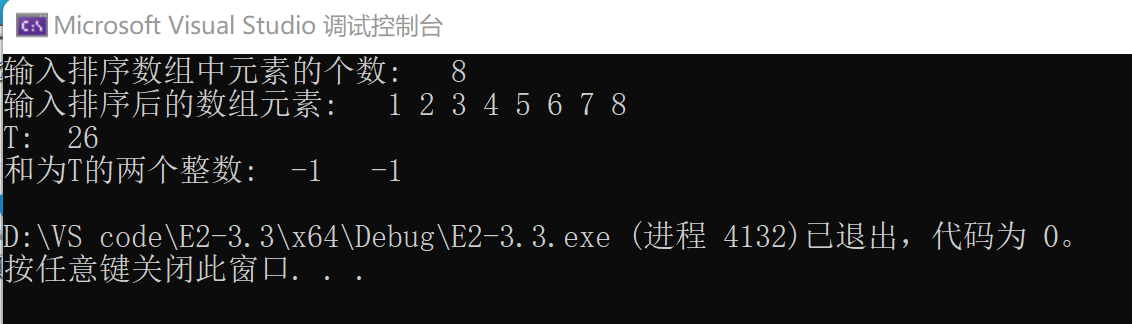 Microsoft Visual Studio 调试控制台
输入排序数组中元素的个数:  8
输入排序后的数组元素:  1 2 3 4 5 6 7 8
T:  26
和为T的两个整数:  -1   -1
D:\VS code\E2-3.3\x64\Debug\E2-3.3.exe (进程 4132)已退出，代码为 0。
按任意键关闭此窗口. . .